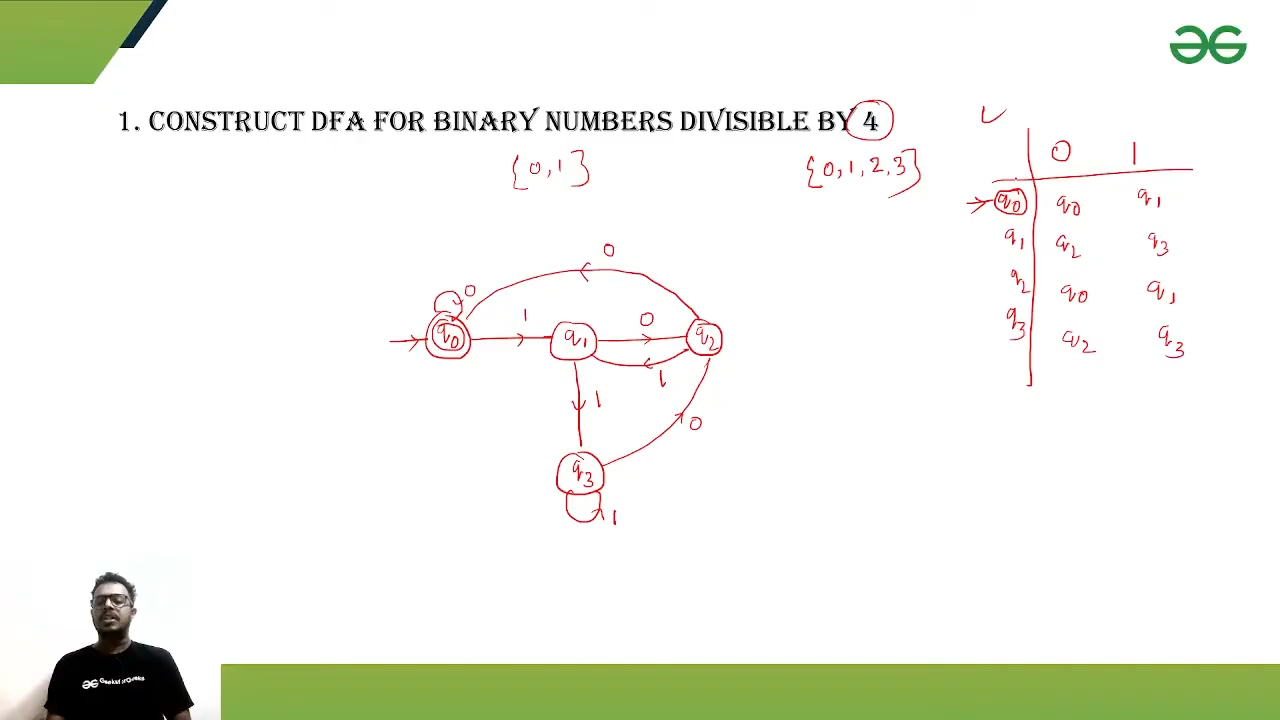 1. CONSTRUCT DFA FOR BINARY NUMBERS DIVISIBLE BY 4
{0,1}
{0,1,2,3}
0 1
q0 q0 q1
q1 q2 q3
q2 q0 q1
q3 q2 q3
0
0
q0
1
q1
0
q2
1
1
0
q3
1
GeeksforGeeks